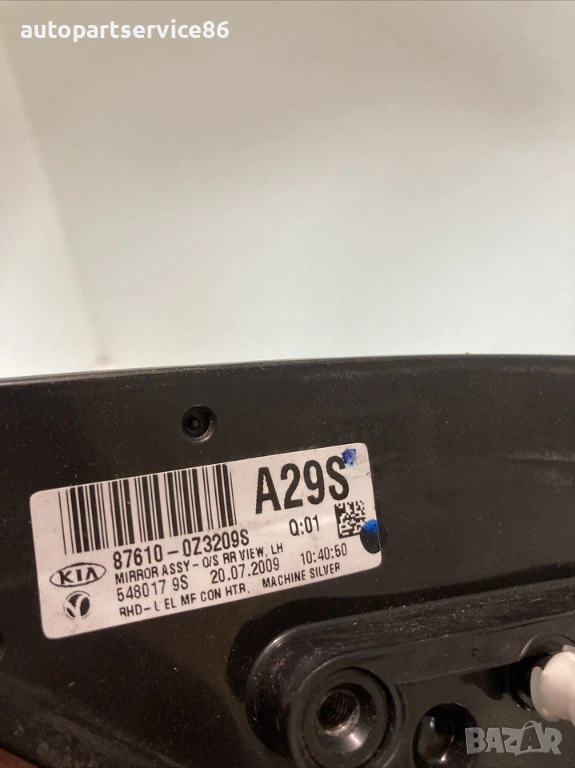 autopartservice86
A29S
87610-0Z3209S
Q:01
MIRROR ASSY-O/S RR VIEW, LH
KIA
548017 9S 20.07.2009 10:40:50
RHD-L EL MF CON HTR, MACHINE SILVER
BAZAR